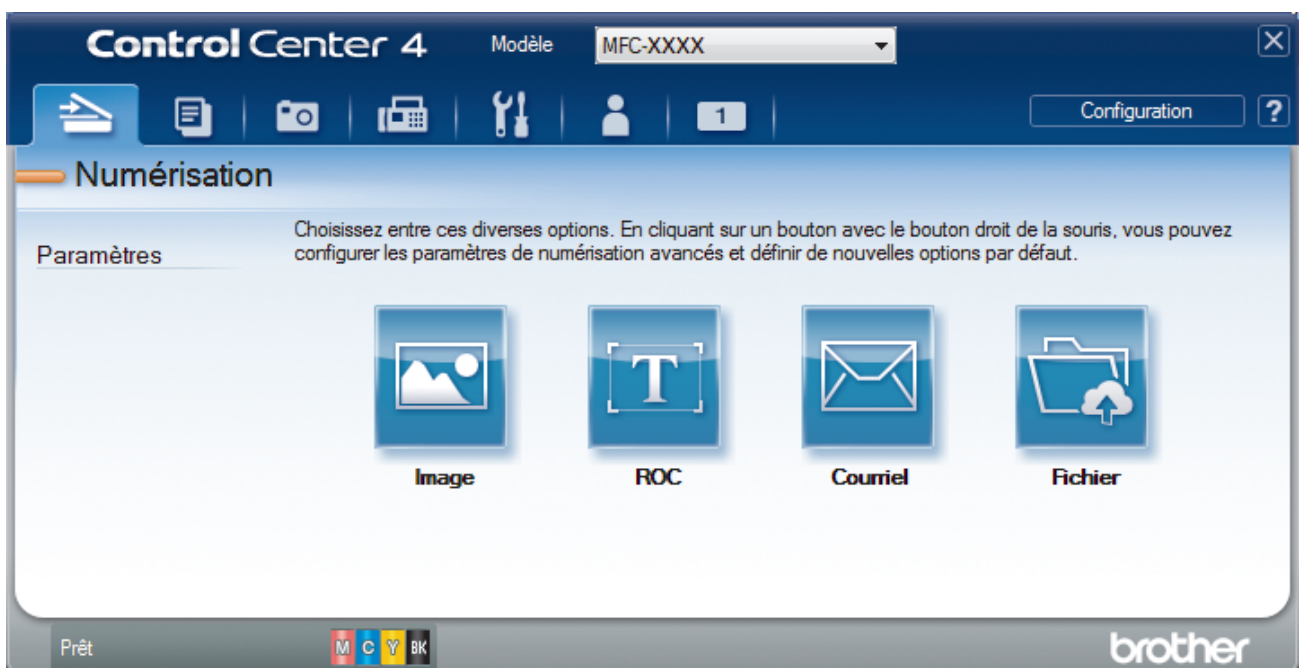 Control Center 4 Modèle MFC-XXXX X
1 Configuration ?
Numérisation
Paramètres
Choisissez entre ces diverses options. En cliquant sur un bouton avec le bouton droit de la souris, vous pouvez
configurer les paramètres de numérisation avancés et définir de nouvelles options par défaut.
T
Image ROC Courriel Fichier
Prêt M C Y BK brother